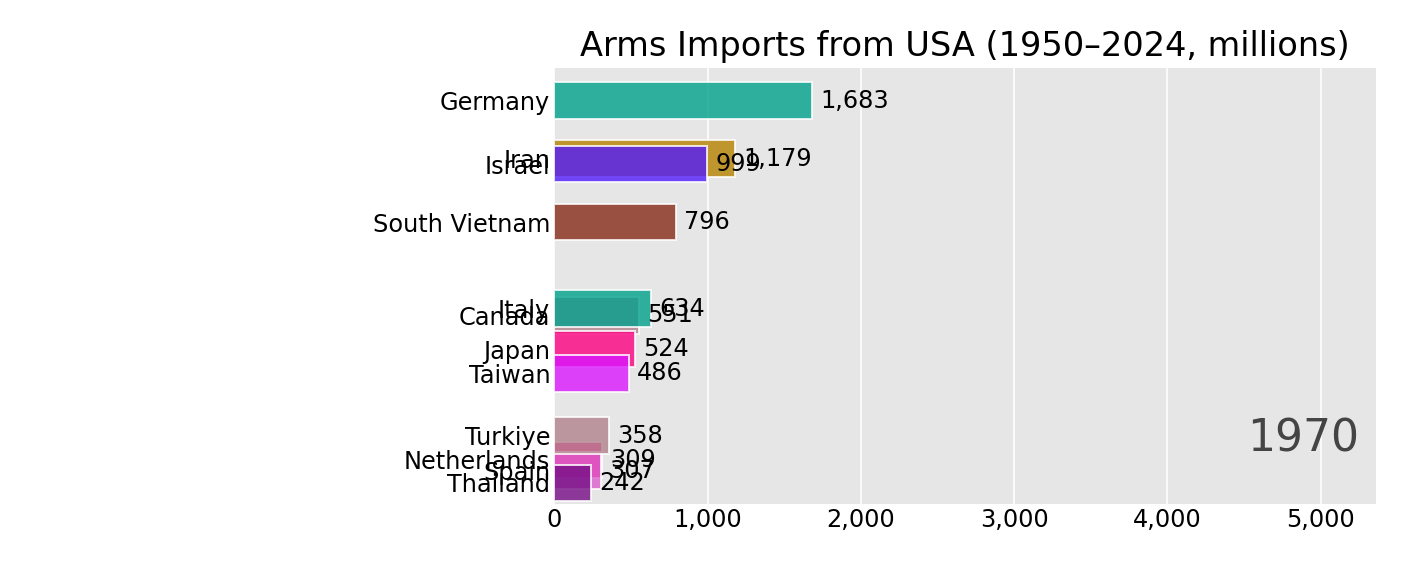 Arms Imports from USA (1950–2024, millions)
Germany 1,683
Iran 1,179
Israel 999
South Vietnam 796
Italy 634
Canada 551
Japan 524
Taiwan 486
Turkiye 358
Netherlands 309
Spain 307
Thailand 242
1970
0 1,000 2,000 3,000 4,000 5,000